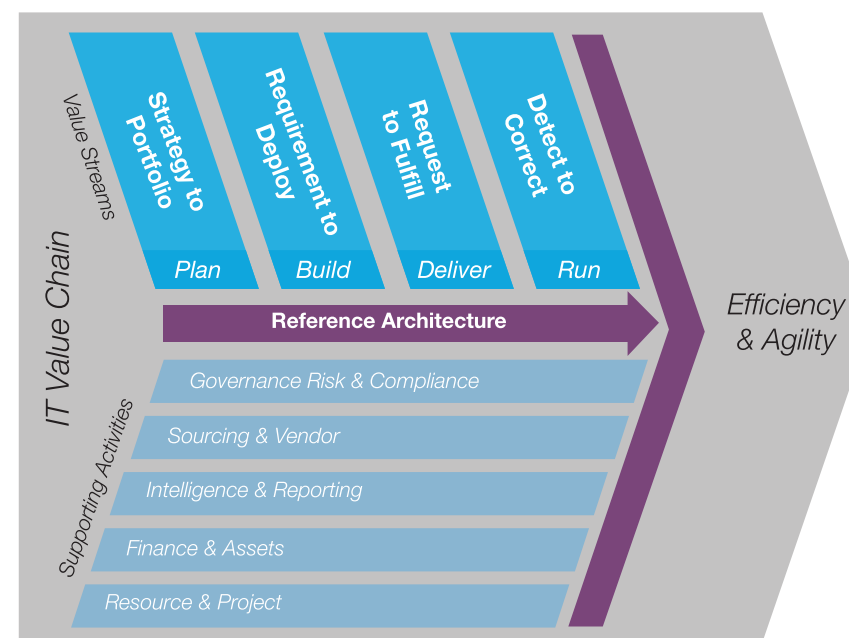 IT Value Chain
Value Streams
Strategy to
Portfolio
Plan
Requirement to
Deploy
Build
Request
to Fulfill
Deliver
Detect to
Correct
Run
Reference Architecture
Efficiency
& Agility
Supporting Activities
Governance Risk & Compliance
Sourcing & Vendor
Intelligence & Reporting
Finance & Assets
Resource & Project